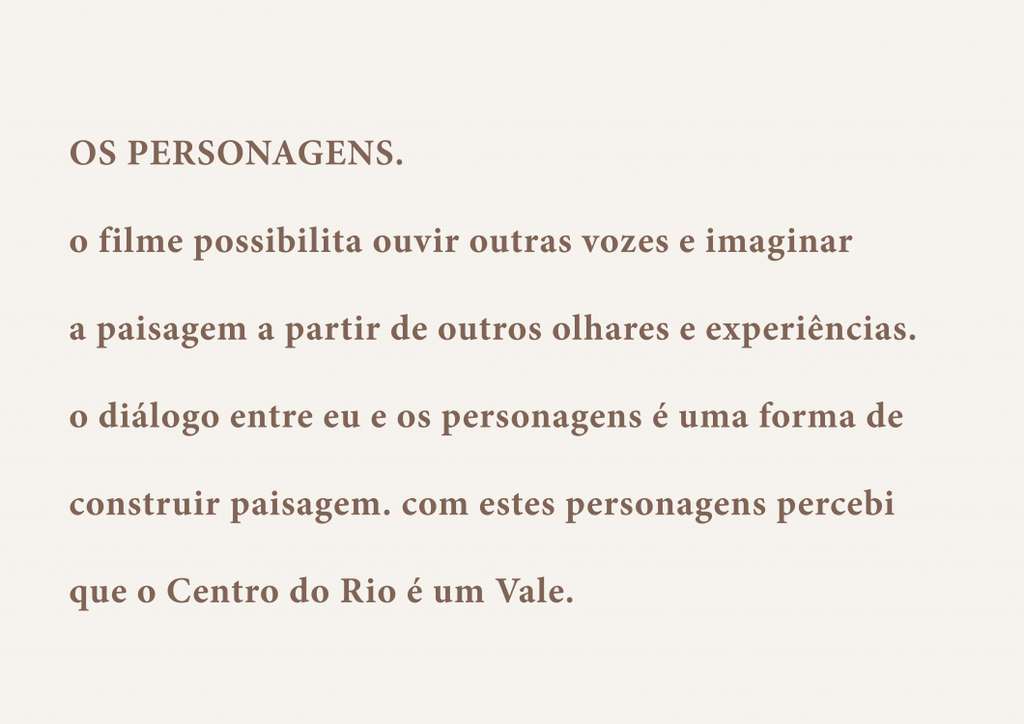 OS PERSONAGENS.
o filme possibilita ouvir outras vozes e imaginar
a paisagem a partir de outros olhares e experiências.
o diálogo entre eu e os personagens é uma forma de
construir paisagem. com estes personagens percebi
que o Centro do Rio é um Vale.